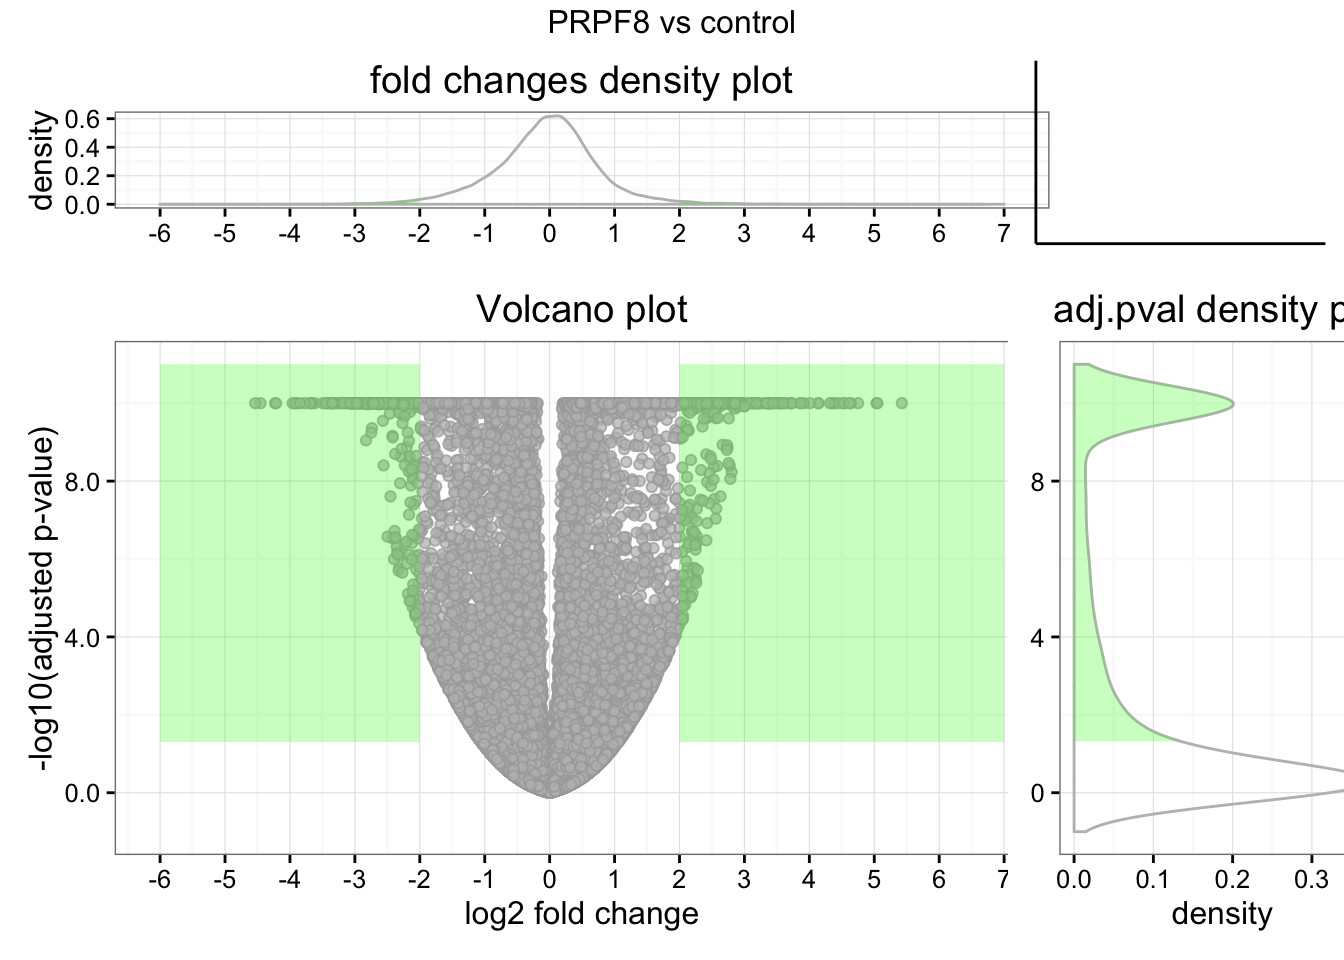 PRPF8 vs control
fold changes density plot
density
0.6
0.4
0.2
0.0
-6 -5 -4 -3 -2 -1 0 1 2 3 4 5 6 7
Volcano plot
-log10(adjusted p-value)
8.0
4.0
0.0
-6 -5 -4 -3 -2 -1 0 1 2 3 4 5 6 7
log2 fold change
adj.pval density p
8
4
0
0.0 0.1 0.2 0.3
density